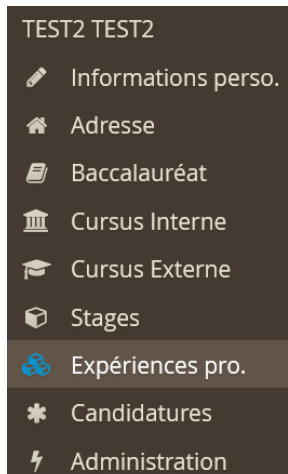 TEST2 TEST2
Informations perso.
Adresse
Baccalauréat
Cursus Interne
Cursus Externe
Stages
Expériences pro.
Candidatures
Administration